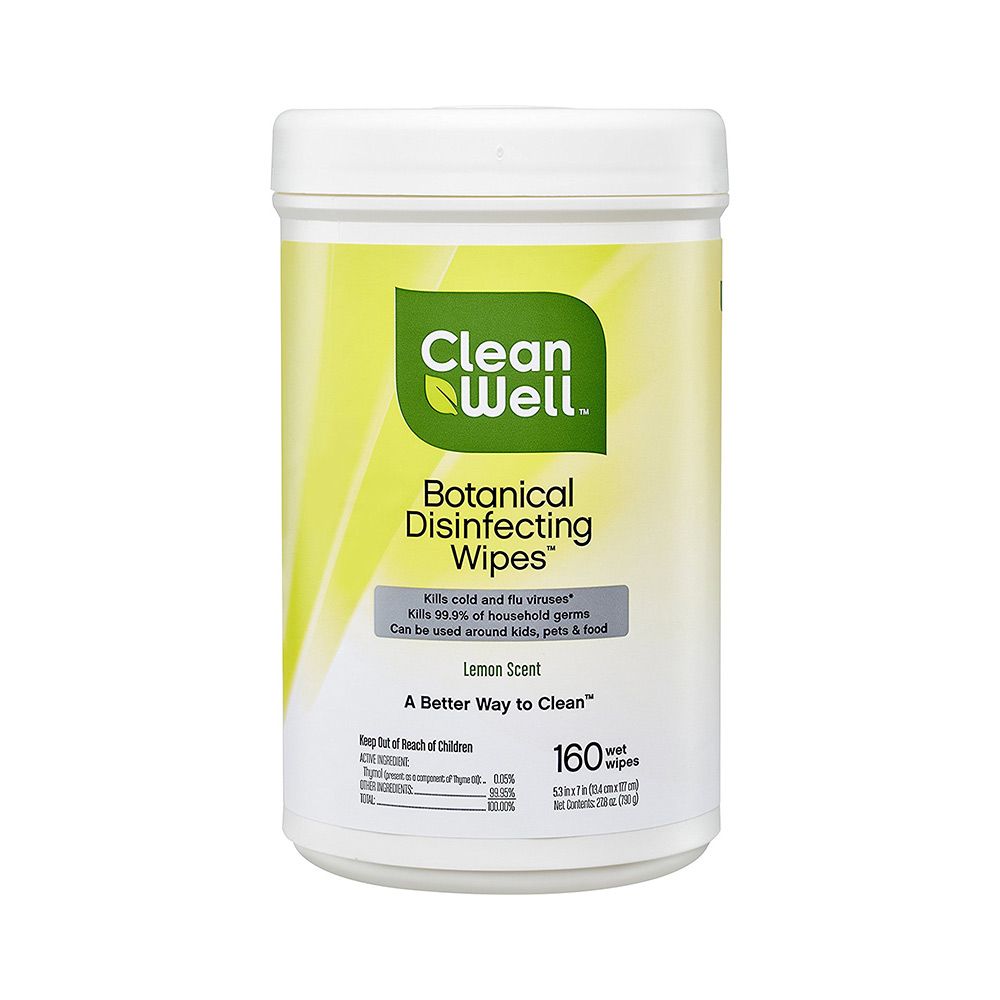 Clean
Well™
Botanical
Disinfecting
Wipes™
Kills cold and flu viruses*
Kills 99.9% of household germs
Can be used around kids, pets & food
Lemon Scent
A Better Way to Clean™
Keep Out of Reach of Children
ACTIVE INGREDIENT:
Thymol (present as a component of Thyme Oil): .. 0.05%
OTHER INGREDIENTS: 99.95%
TOTAL: 100.00%
160 wet wipes
5.3 in x 7 in (13.4 cm x 17.7 cm)
Net Contents: 27.8 oz. (790 g)